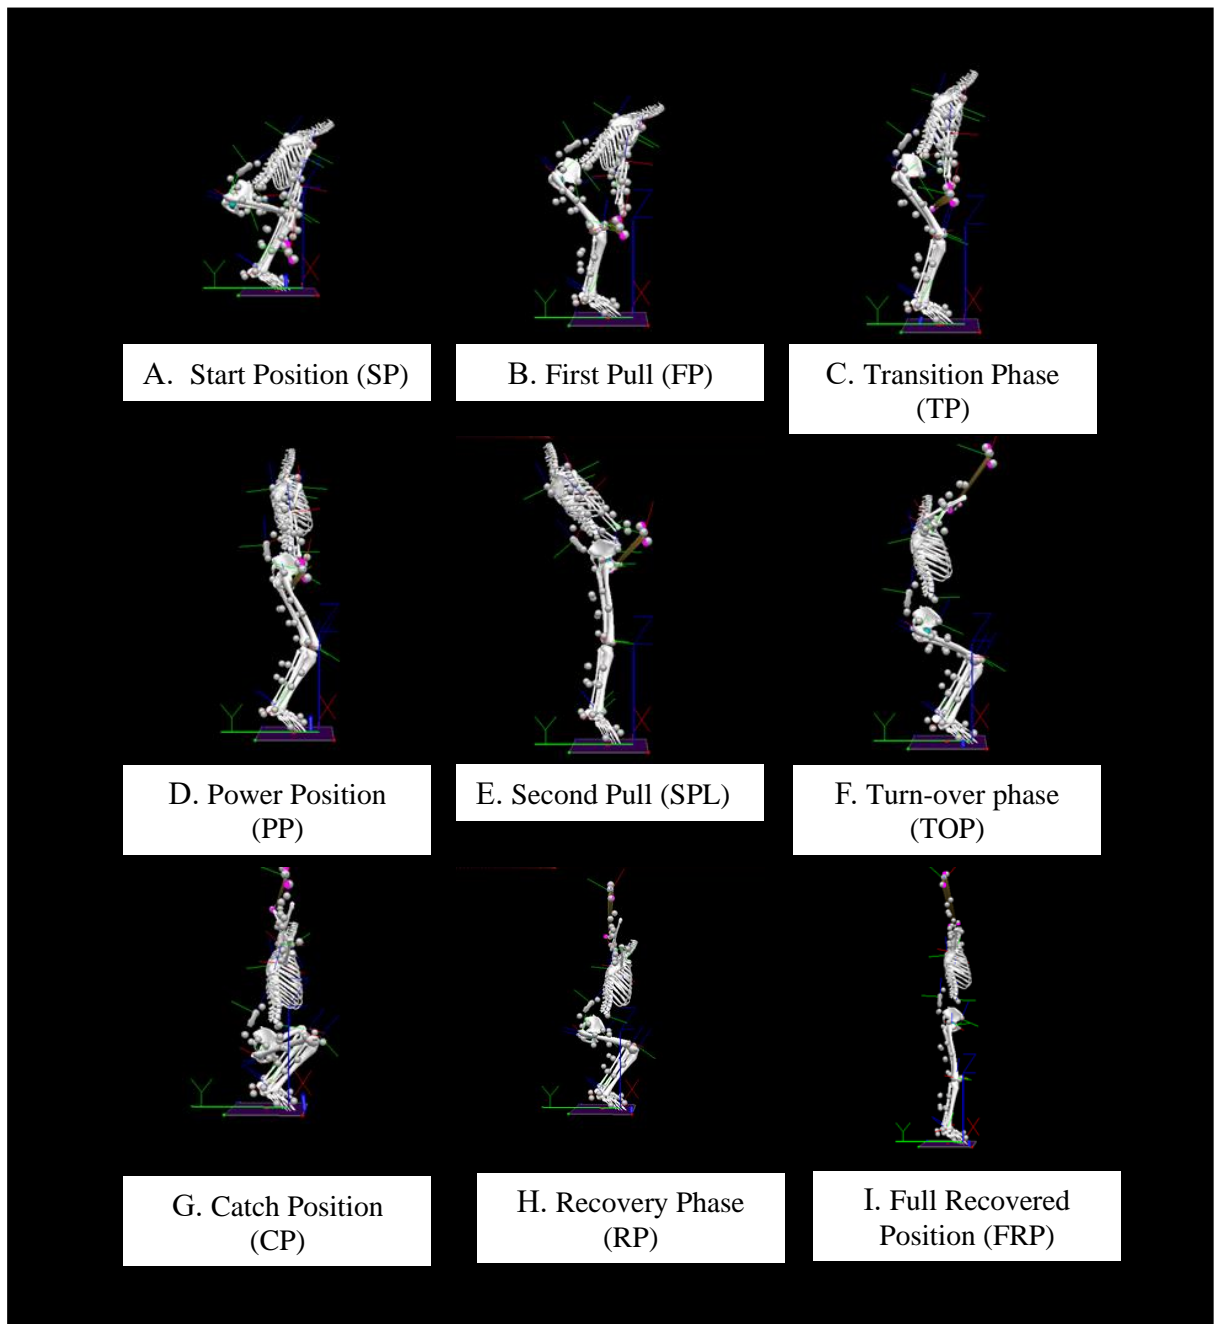 A. Start Position (SP)
B. First Pull (FP)
C. Transition Phase
(TP)
D. Power Position
(PP)
E. Second Pull (SPL)
F. Turn-over phase
(TOP)
G. Catch Position
(CP)
H. Recovery Phase
(RP)
I. Full Recovered
Position (FRP)
Y
X
Y
Z
X
Y
Z
X
Y
Z
X
Y
Z
X
Y
Z
X
Y
X
Y
X
Y
Z
X